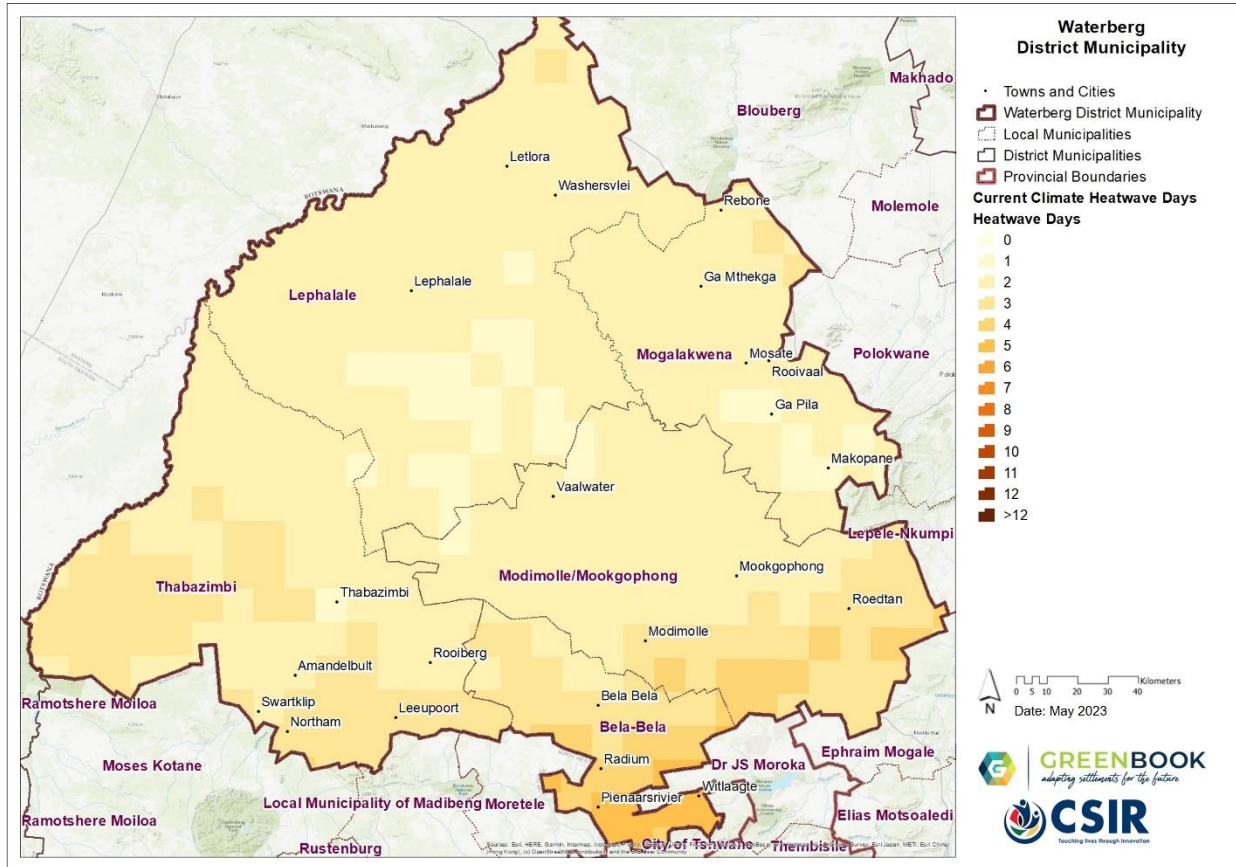 Waterberg
District Municipality
Towns and Cities
Waterberg District Municipality
Local Municipalities
District Municipalities
Provincial Boundaries
Current Climate Heatwave Days
Heatwave Days
0
1
2
3
4
5
6
7
8
9
10
11
12
>12
Kilometers
0 5 10 20 30 40
N
Date: May 2023
GREENBOOK
adapting settlements for the future
CSIR
Touching lives through innovation
Makhado
Blouberg
Letlora
BOTSWANA
Washersvlei
Rebone
Molemole
Ga Mthekga
Lephalale
Lephalale
Mogalakwena
Mosate
Rooivaal
Polokwane
Ga Pila
Makopane
Vaalwater
Lepele-Nkumpi
BOTSWANA
Thabazimbi
Modimolle/Mookgophong
Mookgophong
Thabazimbi
Roedtan
Modimolle
Rooiberg
Amandelbult
Ramotshere Moiloa
Swartklip
Leeupoort
Bela Bela
Northam
Bela-Bela
Ephraim Mogale
Moses Kotane
Radium
Dr JS Moroka
Witlaagte
Local Municipality of Madibeng
Moretele
Pienaarsrivier
Elias Motsoaledi
Ramotshere Moiloa
Rustenburg
City of Tshwane
Thembisile